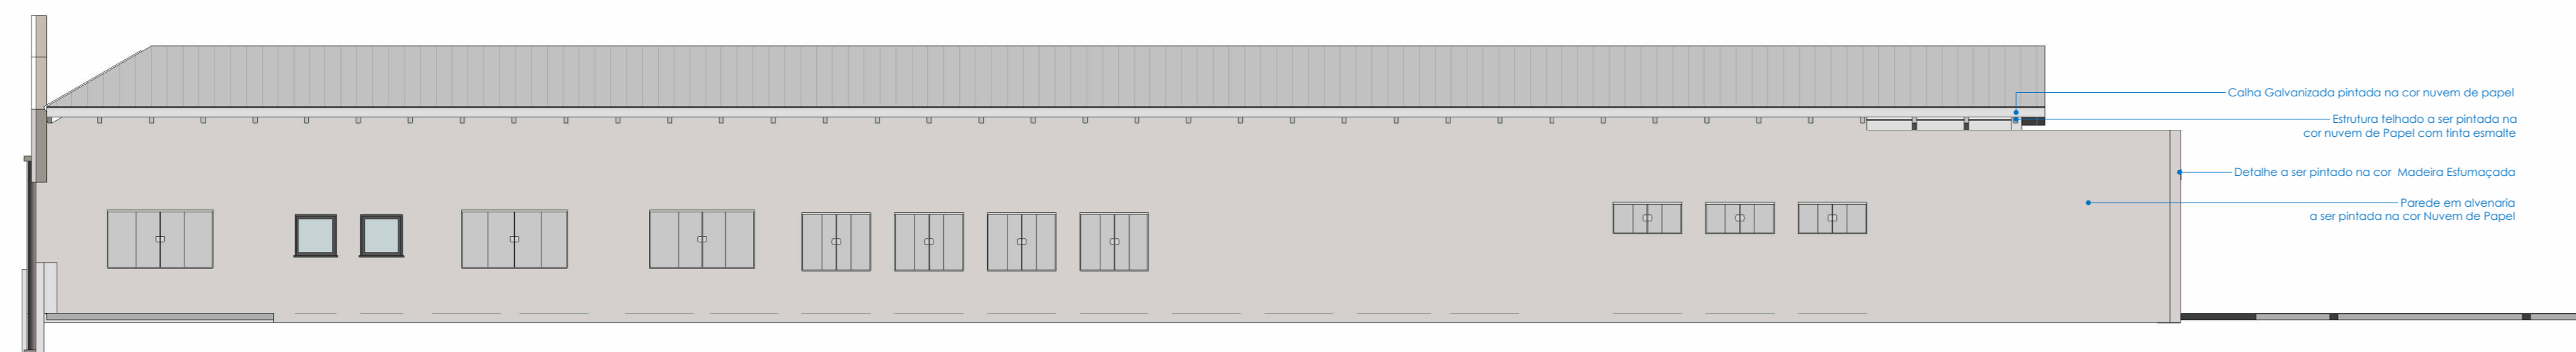 Calha Galvanizada pintada na cor nuvem de papel
Estrutura telhado a ser pintada na
cor nuvem de Papel com tinta esmalte
Detalhe a ser pintado na cor Madeira Esfumaçada
Parede em alvenaria
a ser pintada na cor Nuvem de Papel